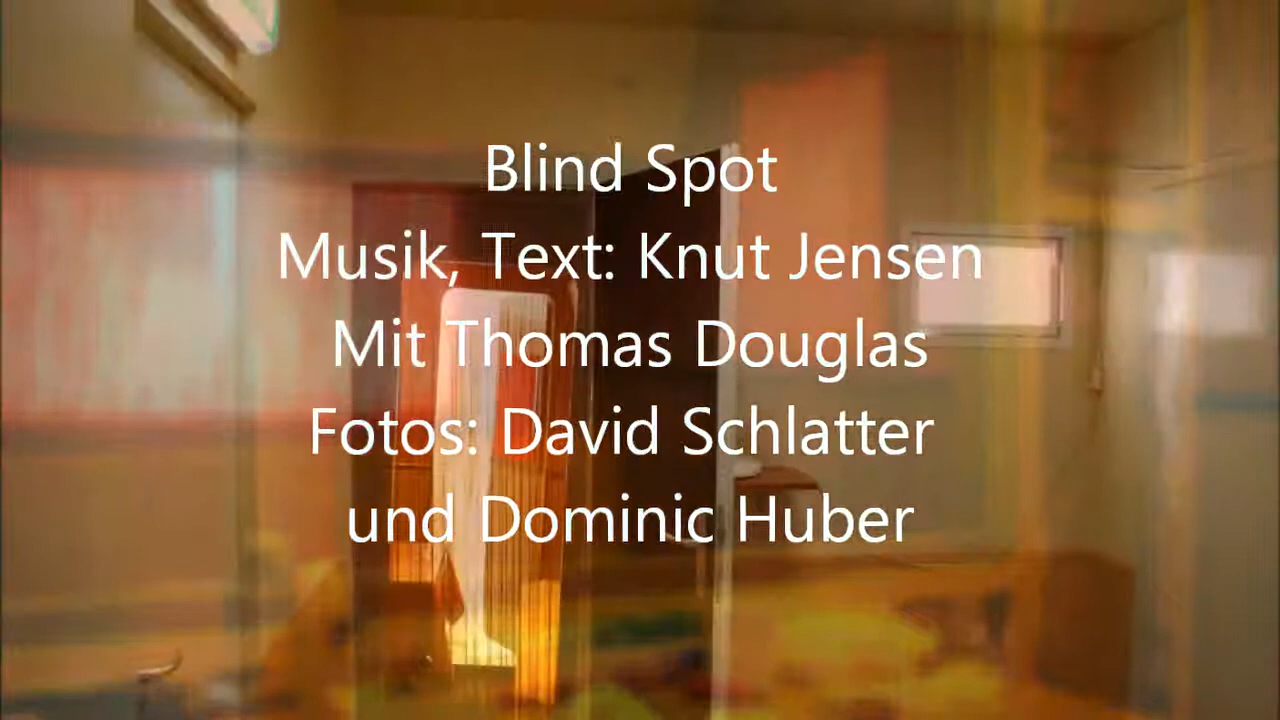 Blind Spot
Musik, Text: Knut Jensen
Mit Thomas Douglas
Fotos: David Schlatter
und Dominic Huber